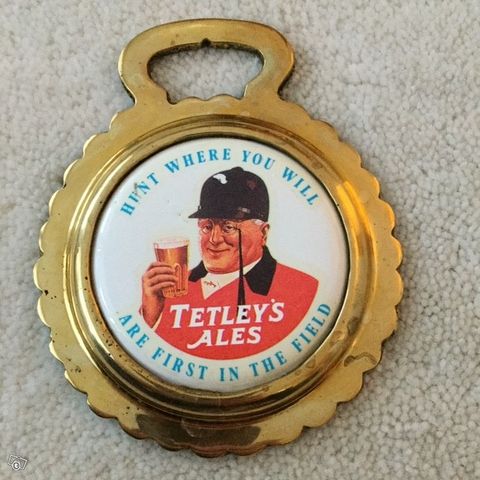 HUNT WHERE YOU WILL
TETLEY'S
ALES
ARE FIRST IN THE FIELD